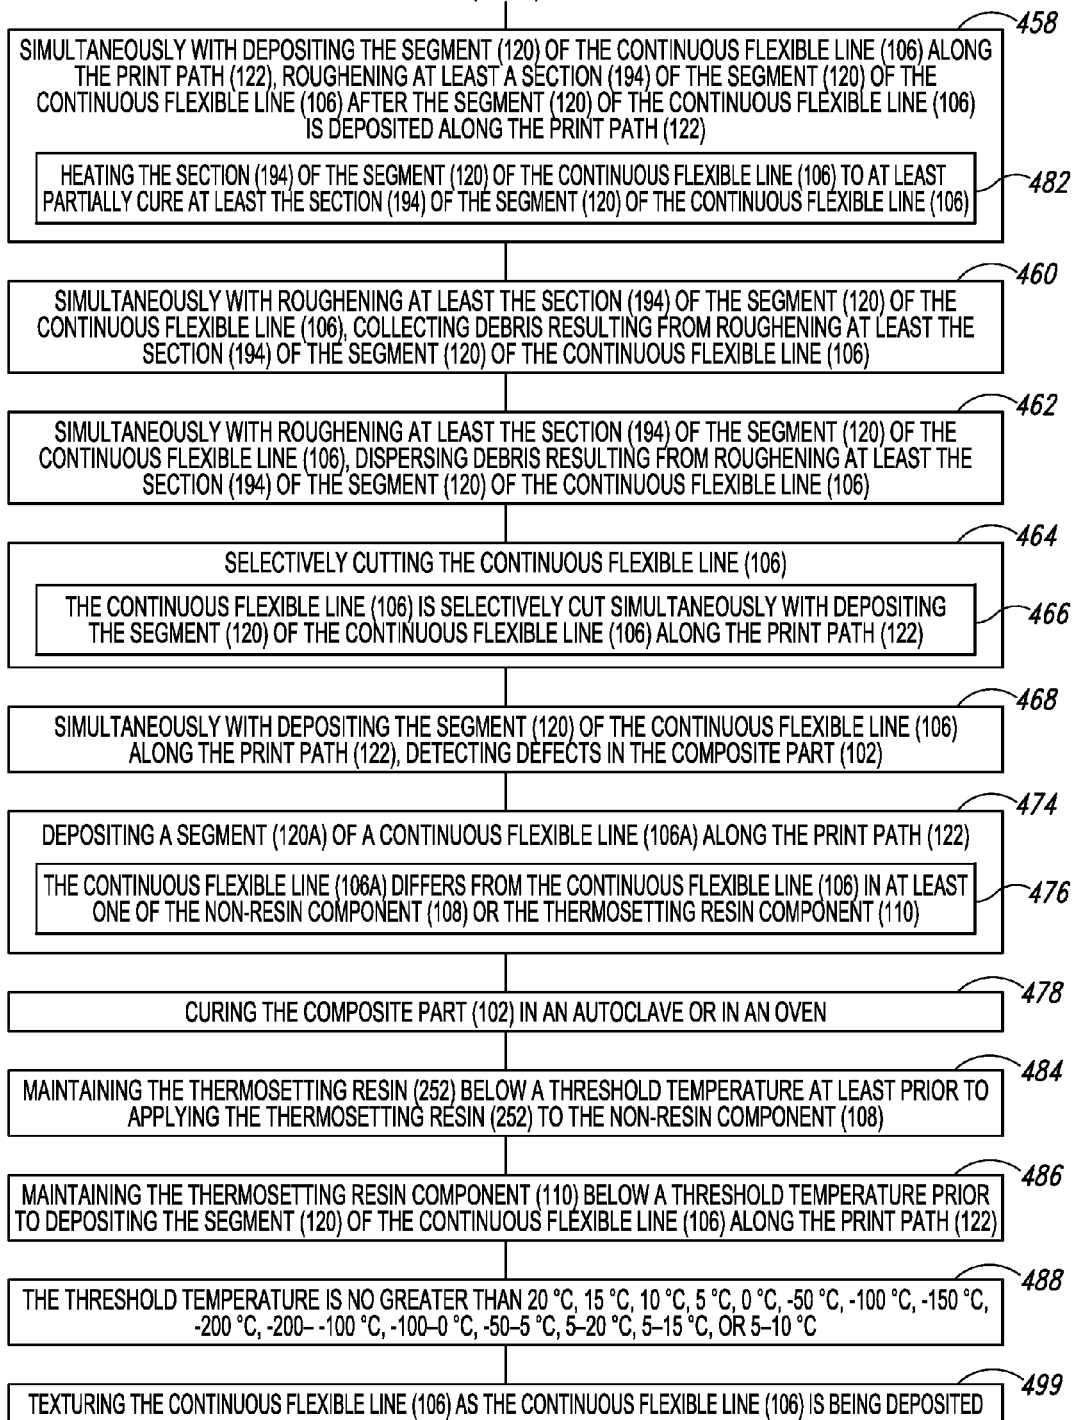 458
SIMULTANEOUSLY WITH DEPOSITING THE SEGMENT (120) OF THE CONTINUOUS FLEXIBLE LINE (106) ALONG
THE PRINT PATH (122), ROUGHENING AT LEAST A SECTION (194) OF THE SEGMENT (120) OF THE
CONTINUOUS FLEXIBLE LINE (106) AFTER THE SEGMENT (120) OF THE CONTINUOUS FLEXIBLE LINE (106)
IS DEPOSITED ALONG THE PRINT PATH (122)
HEATING THE SECTION (194) OF THE SEGMENT (120) OF THE CONTINUOUS FLEXIBLE LINE (106) TO AT LEAST
PARTIALLY CURE AT LEAST THE SECTION (194) OF THE SEGMENT (120) OF THE CONTINUOUS FLEXIBLE LINE (106)
482
460
SIMULTANEOUSLY WITH ROUGHENING AT LEAST THE SECTION (194) OF THE SEGMENT (120) OF THE
CONTINUOUS FLEXIBLE LINE (106), COLLECTING DEBRIS RESULTING FROM ROUGHENING AT LEAST THE
SECTION (194) OF THE SEGMENT (120) OF THE CONTINUOUS FLEXIBLE LINE (106)
462
SIMULTANEOUSLY WITH ROUGHENING AT LEAST THE SECTION (194) OF THE SEGMENT (120) OF THE
CONTINUOUS FLEXIBLE LINE (106), DISPERSING DEBRIS RESULTING FROM ROUGHENING AT LEAST THE
SECTION (194) OF THE SEGMENT (120) OF THE CONTINUOUS FLEXIBLE LINE (106)
464
SELECTIVELY CUTTING THE CONTINUOUS FLEXIBLE LINE (106)
THE CONTINUOUS FLEXIBLE LINE (106) IS SELECTIVELY CUT SIMULTANEOUSLY WITH DEPOSITING
THE SEGMENT (120) OF THE CONTINUOUS FLEXIBLE LINE (106) ALONG THE PRINT PATH (122)
466
468
SIMULTANEOUSLY WITH DEPOSITING THE SEGMENT (120) OF THE CONTINUOUS FLEXIBLE LINE (106)
ALONG THE PRINT PATH (122), DETECTING DEFECTS IN THE COMPOSITE PART (102)
474
DEPOSITING A SEGMENT (120A) OF A CONTINUOUS FLEXIBLE LINE (106A) ALONG THE PRINT PATH (122)
THE CONTINUOUS FLEXIBLE LINE (106A) DIFFERS FROM THE CONTINUOUS FLEXIBLE LINE (106) IN AT LEAST
ONE OF THE NON-RESIN COMPONENT (108) OR THE THERMOSETTING RESIN COMPONENT (110)
476
478
CURING THE COMPOSITE PART (102) IN AN AUTOCLAVE OR IN AN OVEN
484
MAINTAINING THE THERMOSETTING RESIN (252) BELOW A THRESHOLD TEMPERATURE AT LEAST PRIOR TO
APPLYING THE THERMOSETTING RESIN (252) TO THE NON-RESIN COMPONENT (108)
486
MAINTAINING THE THERMOSETTING RESIN COMPONENT (110) BELOW A THRESHOLD TEMPERATURE PRIOR
TO DEPOSITING THE SEGMENT (120) OF THE CONTINUOUS FLEXIBLE LINE (106) ALONG THE PRINT PATH (122)
488
THE THRESHOLD TEMPERATURE IS NO GREATER THAN 20 °C, 15 °C, 10 °C, 5 °C, 0 °C, -50 °C, -100 °C, -150 °C,
-200 °C, -200– -100 °C, -100–0 °C, -50–5 °C, 5–20 °C, 5–15 °C, OR 5–10 °C
499
TEXTURING THE CONTINUOUS FLEXIBLE LINE (106) AS THE CONTINUOUS FLEXIBLE LINE (106) IS BEING DEPOSITED